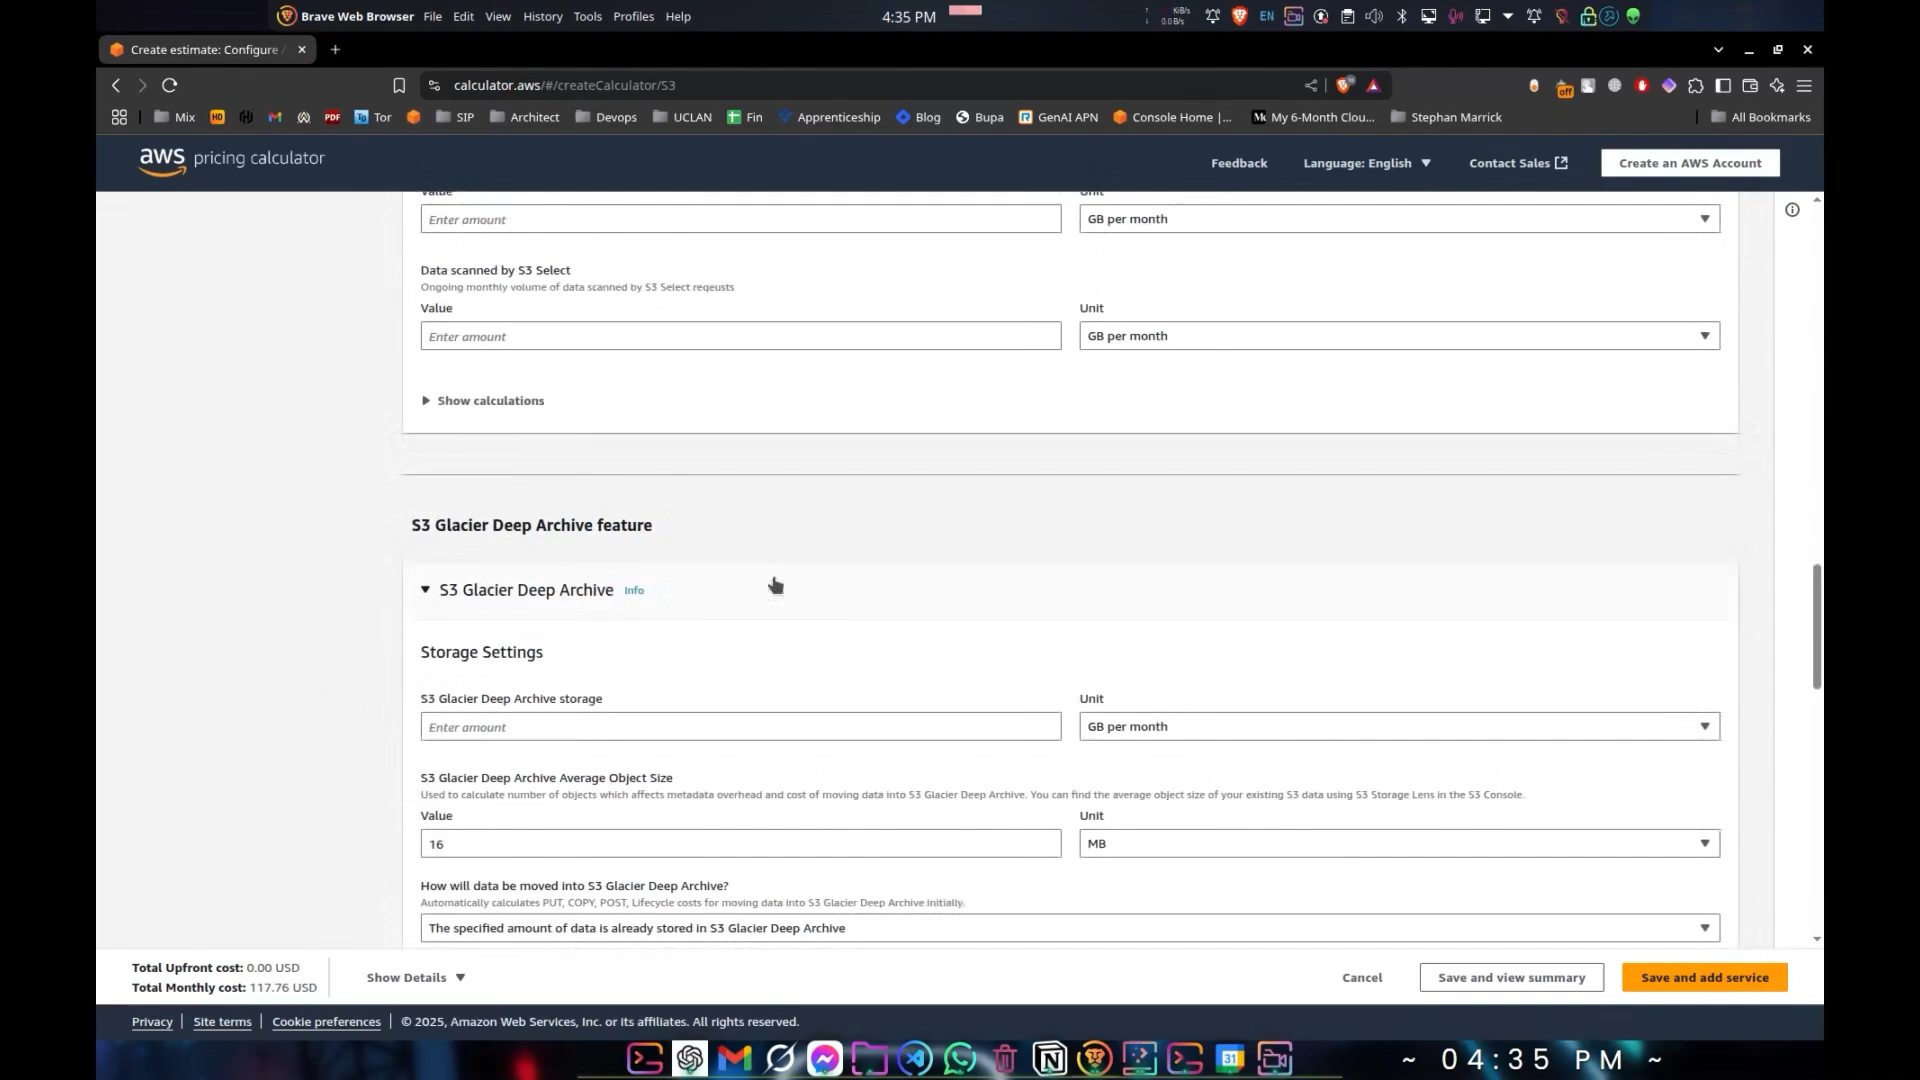 Brave Web Browser File Edit View History Tools Profiles Help 4:35 PM KiB/s 0.0 B/s EN
Create estimate: Configure
calculator.aws/#/createCalculator/S3
Mix HD PDF Tor SIP Architect Devops UCLAN Fin Apprenticeship Blog Bupa GenAI APN Console Home |... My 6-Month Clou... Stephan Marrick All Bookmarks
off
aws pricing calculator Feedback Language: English Contact Sales Create an AWS Account
Value Unit
Enter amount GB per month
Data scanned by S3 Select
Ongoing monthly volume of data scanned by S3 Select reqeusts
Value Unit
Enter amount GB per month
Show calculations
S3 Glacier Deep Archive feature
S3 Glacier Deep Archive Info
Storage Settings
S3 Glacier Deep Archive storage Unit
Enter amount GB per month
S3 Glacier Deep Archive Average Object Size
Used to calculate number of objects which affects metadata overhead and cost of moving data into S3 Glacier Deep Archive. You can find the average object size of your existing S3 data using S3 Storage Lens in the S3 Console.
Value Unit
16 MB
How will data be moved into S3 Glacier Deep Archive?
Automatically calculates PUT, COPY, POST, Lifecycle costs for moving data into S3 Glacier Deep Archive initially.
The specified amount of data is already stored in S3 Glacier Deep Archive
Total Upfront cost: 0.00 USD
Total Monthly cost: 117.76 USD
Show Details Cancel Save and view summary Save and add service
Privacy Site terms Cookie preferences © 2025, Amazon Web Services, Inc. or its affiliates. All rights reserved.
31 ~ 04:35 PM ~